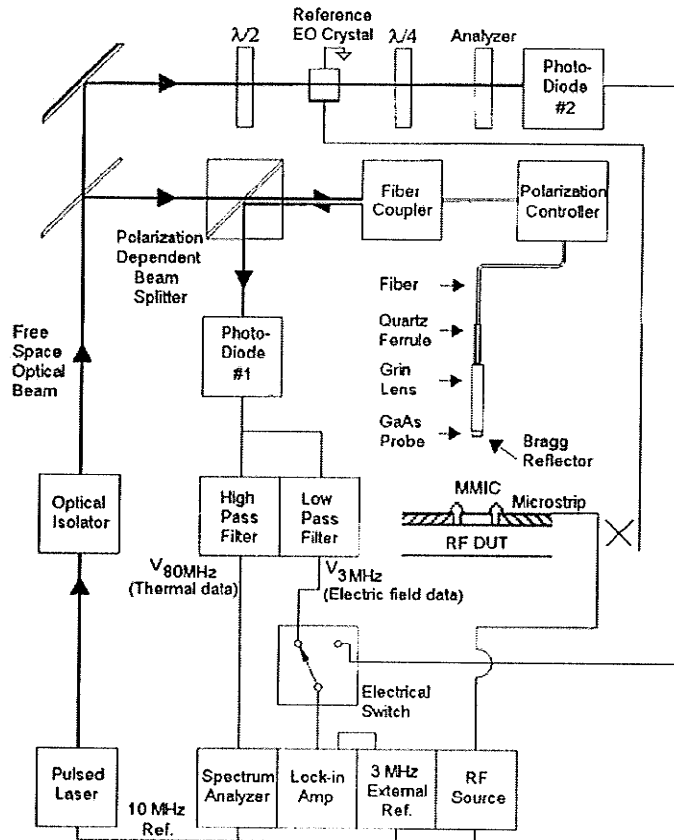 Reference
EO Crystal
λ/2
λ/4
Analyzer
Photo-
Diode
#2
Fiber
Coupler
Polarization
Controller
Polarization
Dependent
Beam
Splitter
Fiber
Quartz
Ferrule
Free
Space
Optical
Beam
Photo-
Diode
#1
Grin
Lens
GaAs
Probe
Bragg
Reflector
Optical
Isolator
High
Pass
Filter
Low
Pass
Filter
MMIC
Microstrip
RF DUT
V80MHz
(Thermal data)
V3MHz
(Electric field data)
Electrical
Switch
Pulsed
Laser
10 MHz
Ref.
Spectrum
Analyzer
Lock-in
Amp
3 MHz
External
Ref.
RF
Source